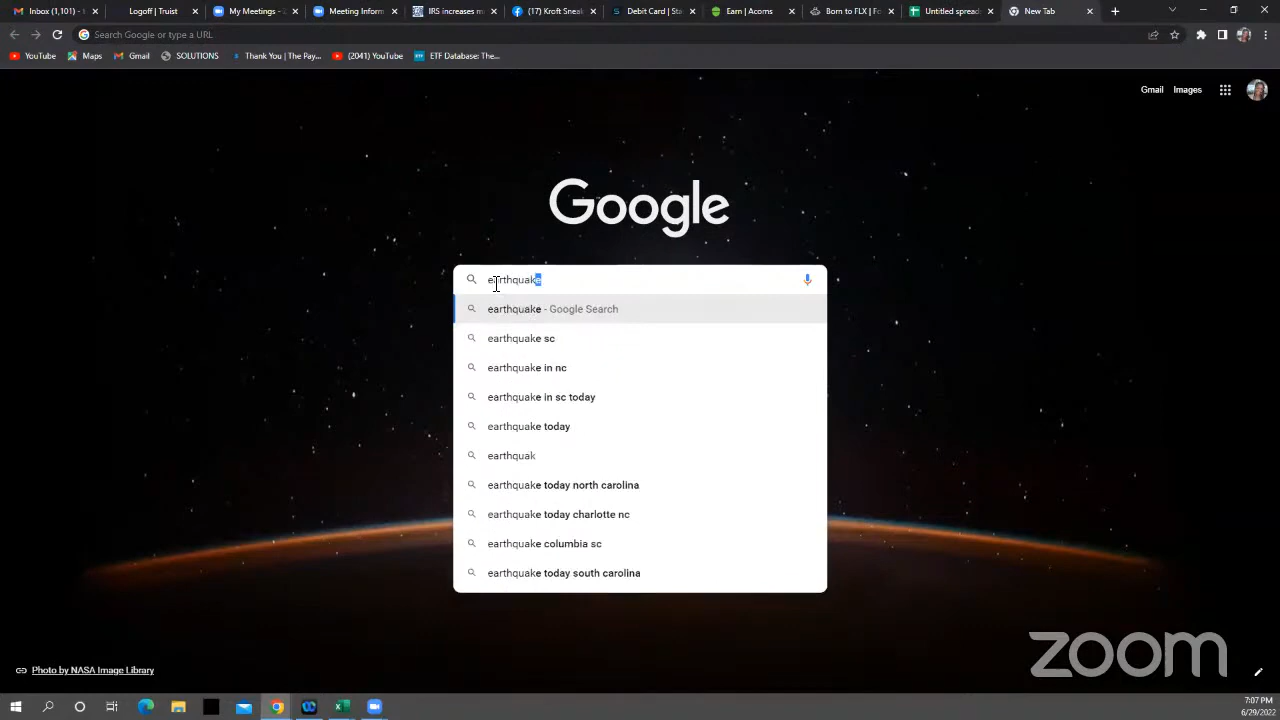 Inbox (1,101) -
Logoff | Trust
My Meetings -
Meeting Inform
IRS increases m
(17) Kroft Sneak
Debit Card | Sta
Earn | Acorns
Born to FLX | Fo
Untitled spread
New Tab
Search Google or type a URL
YouTube
Maps
Gmail
SOLUTIONS
Thank You | The Pay...
(2041) YouTube
ETF Database: The...
Gmail
Images
Google
earthquake
earthquake - Google Search
earthquake sc
earthquake in nc
earthquake in sc today
earthquake today
earthquak
earthquake today north carolina
earthquake today charlotte nc
earthquake columbia sc
earthquake today south carolina
zoom
Photo by NASA Image Library
7:07 PM
6/29/2022